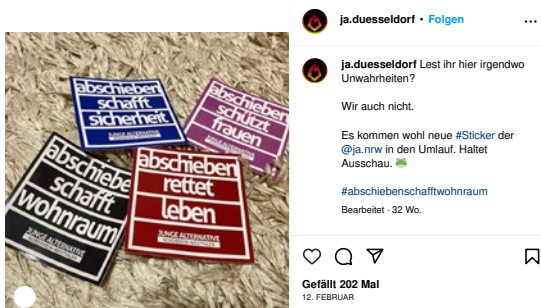 abschieben
schafft
sicherheit
JUNGE ALTERNATIVE
abschieben
schützt
frauen
abschiebe
schafft
wohnraum
JUNGE ALTERNATIVE
abschieben
rettet
leben
JUNGE ALTERNATIVE
ja.duesseldorf • Folgen
ja.duesseldorf Lest ihr hier irgendwo
Unwahrheiten?
Wir auch nicht.
Es kommen wohl neue #Sticker der
@ja.nrw in den Umlauf. Haltet
Ausschau. 🐸
#abschiebenschafftwohnraum
Bearbeitet · 32 Wo.
Gefällt 202 Mal
12. FEBRUAR